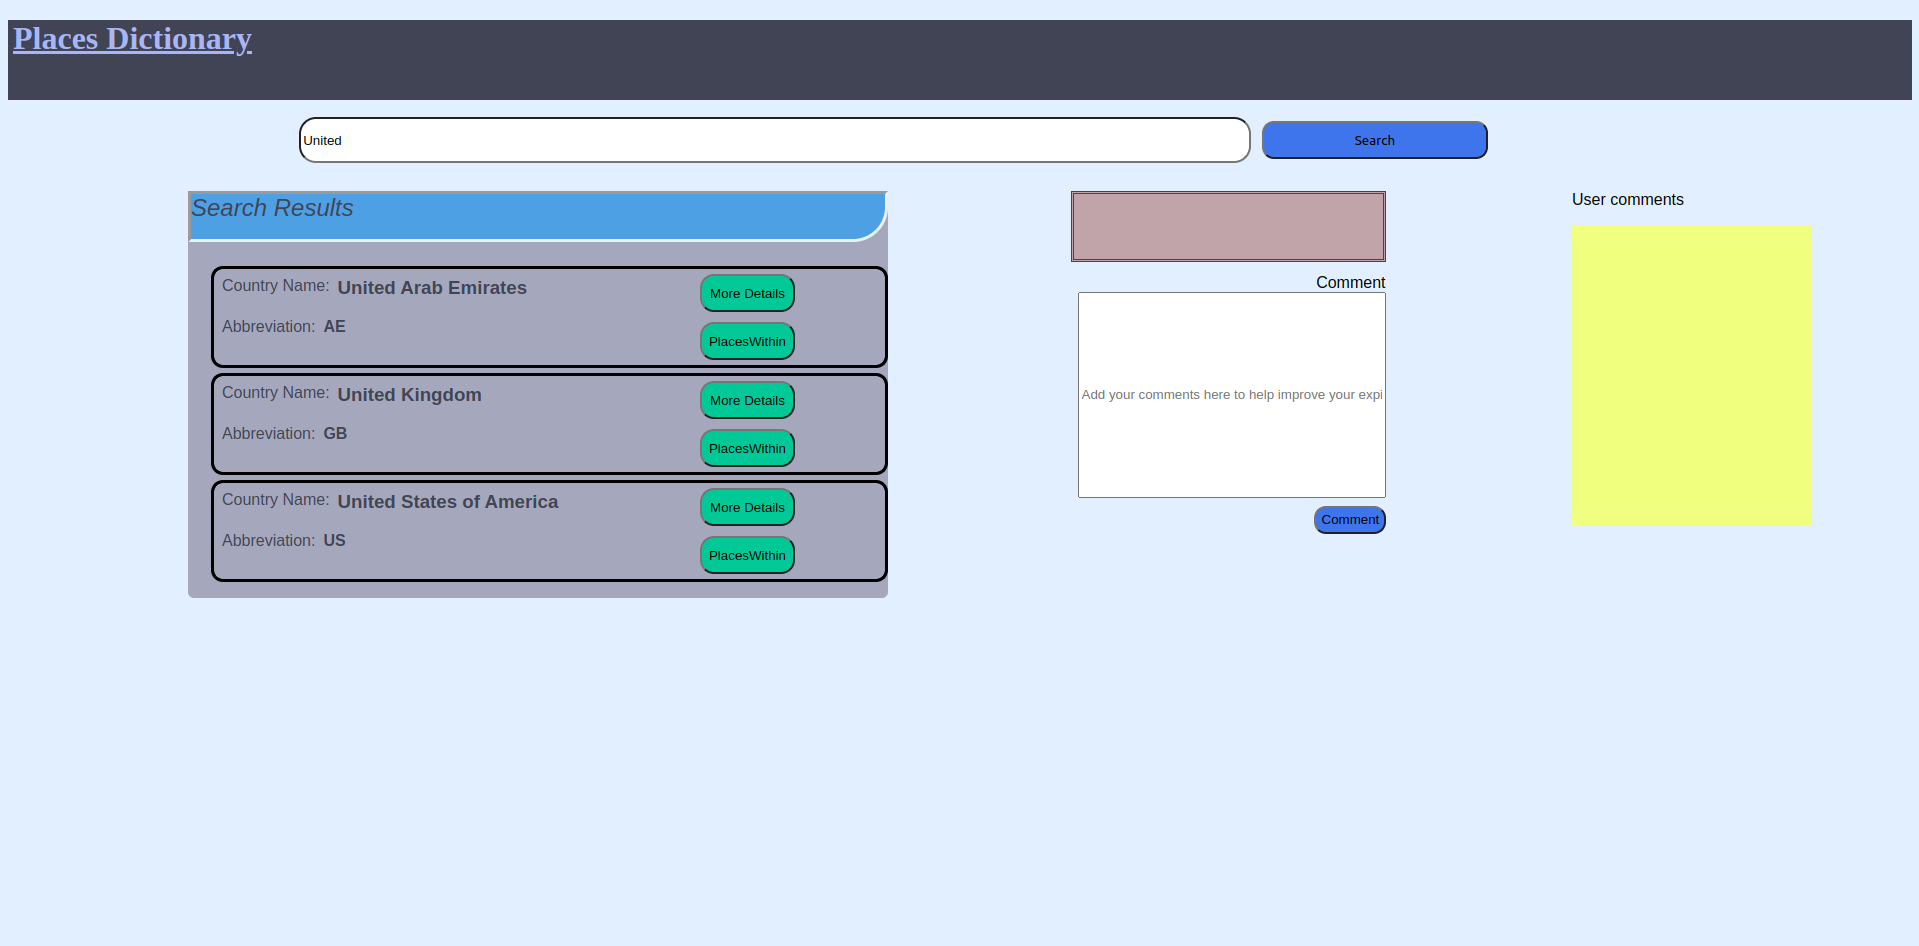 Places Dictionary
United
Search
Search Results
Country Name: United Arab Emirates
More Details
Abbreviation: AE
PlacesWithin
Country Name: United Kingdom
More Details
Abbreviation: GB
PlacesWithin
Country Name: United States of America
More Details
Abbreviation: US
PlacesWithin
Comment
Add your comments here to help improve your expi
Comment
User comments